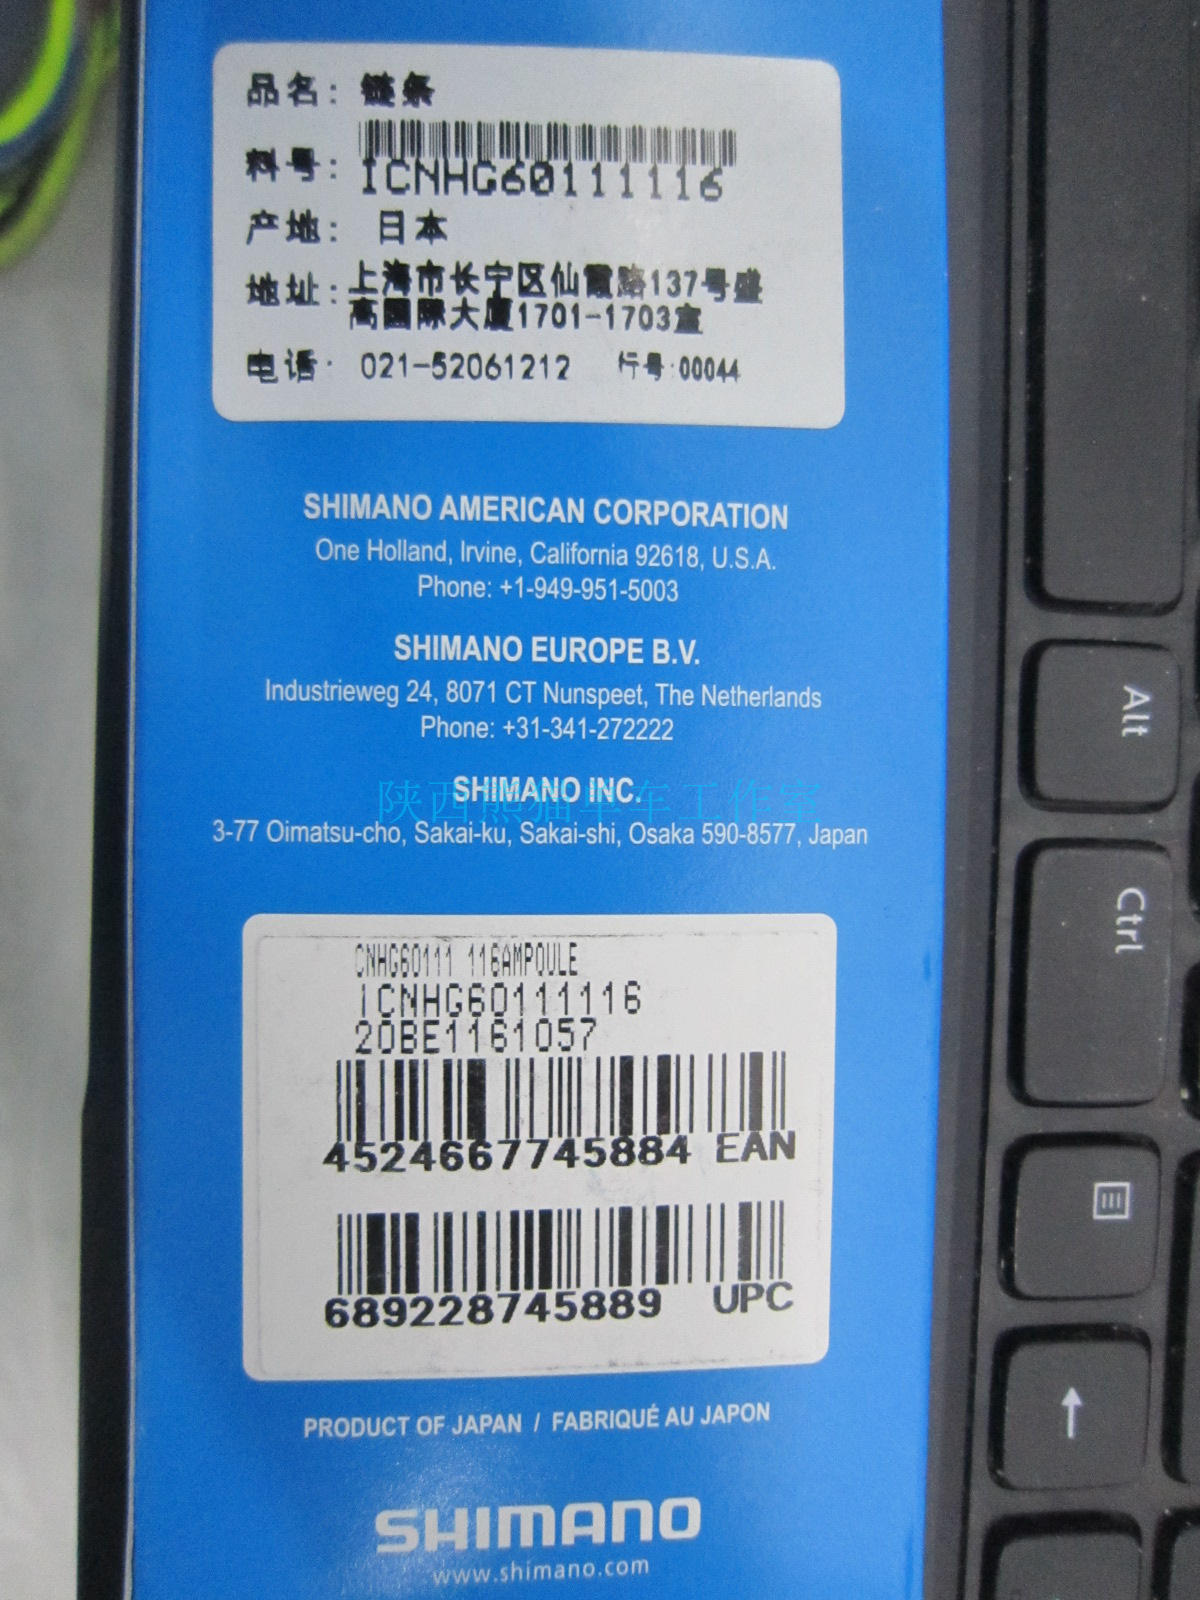 品名: 链条
料号: ICNHG60111116
产地: 日本
地址: 上海市长宁区仙霞路137号盛
高国际大厦1701-1703室
电话: 021-52061212 行号:00044
SHIMANO AMERICAN CORPORATION
One Holland, Irvine, California 92618, U.S.A.
Phone: +1-949-951-5003
SHIMANO EUROPE B.V.
Industrieweg 24, 8071 CT Nunspeet, The Netherlands
Phone: +31-341-272222
SHIMANO INC.
陕西熊猫单车工作室
3-77 Oimatsu-cho, Sakai-ku, Sakai-shi, Osaka 590-8577, Japan
CNHG60111 116AMPOULE
ICNHG60111116
20BE1161057
4524667745884 EAN
689228745889 UPC
PRODUCT OF JAPAN / FABRIQUÉ AU JAPON
SHIMANO
www.shimano.com
Alt
Ctrl